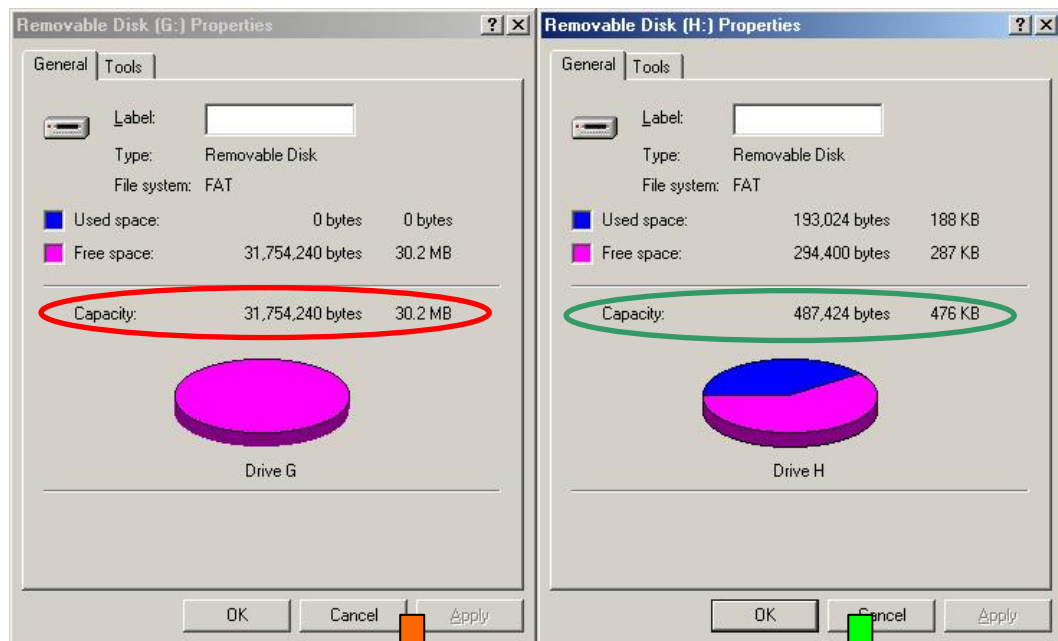 Removable Disk (G:) Properties
General Tools
Label:
Type: Removable Disk
File system: FAT
Used space: 0 bytes 0 bytes
Free space: 31,754,240 bytes 30.2 MB
Capacity: 31,754,240 bytes 30.2 MB
Drive G
OK Cancel Apply
Removable Disk (H:) Properties
General Tools
Label:
Type: Removable Disk
File system: FAT
Used space: 193,024 bytes 188 KB
Free space: 294,400 bytes 287 KB
Capacity: 487,424 bytes 476 KB
Drive H
OK Cancel Apply